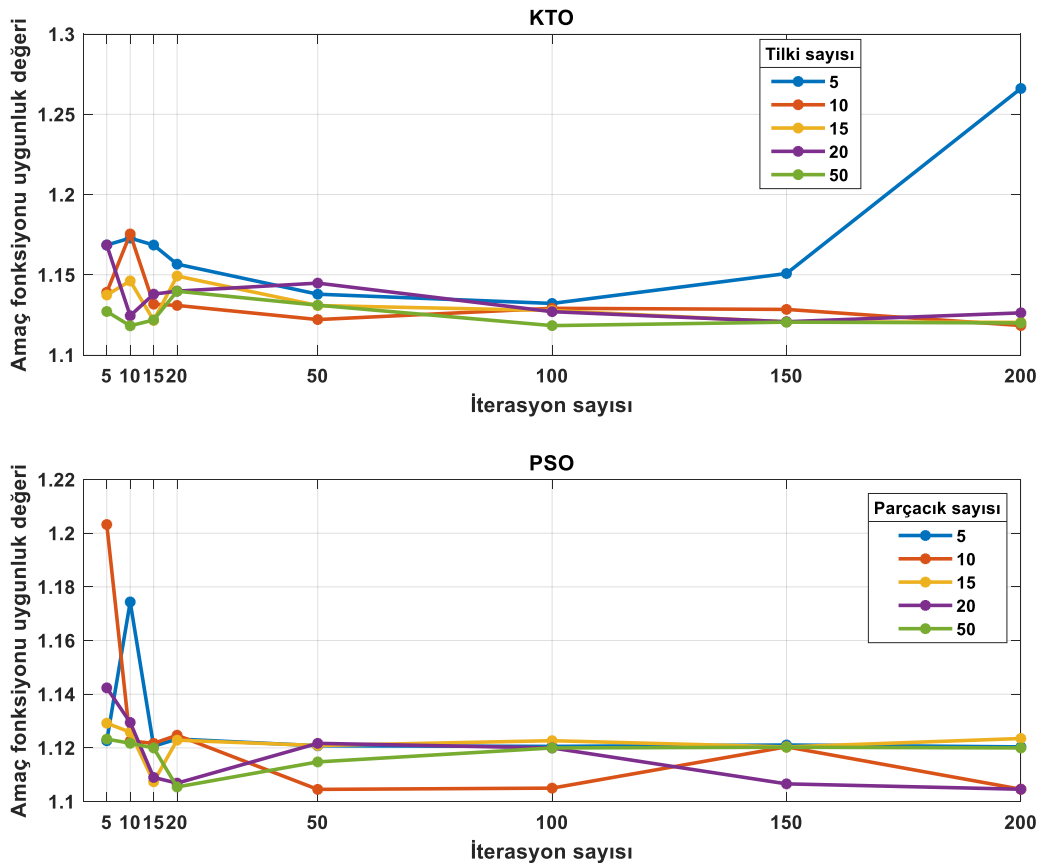 KTO
Amaç fonksiyonu uygunluk değeri
1.3
1.25
1.2
1.15
1.1
Tilki sayısı
5
10
15
20
50
5 10 15 20 50 100 150 200
İterasyon sayısı
PSO
Amaç fonksiyonu uygunluk değeri
1.22
1.2
1.18
1.16
1.14
1.12
1.1
Parçacık sayısı
5
10
15
20
50
5 10 15 20 50 100 150 200
İterasyon sayısı